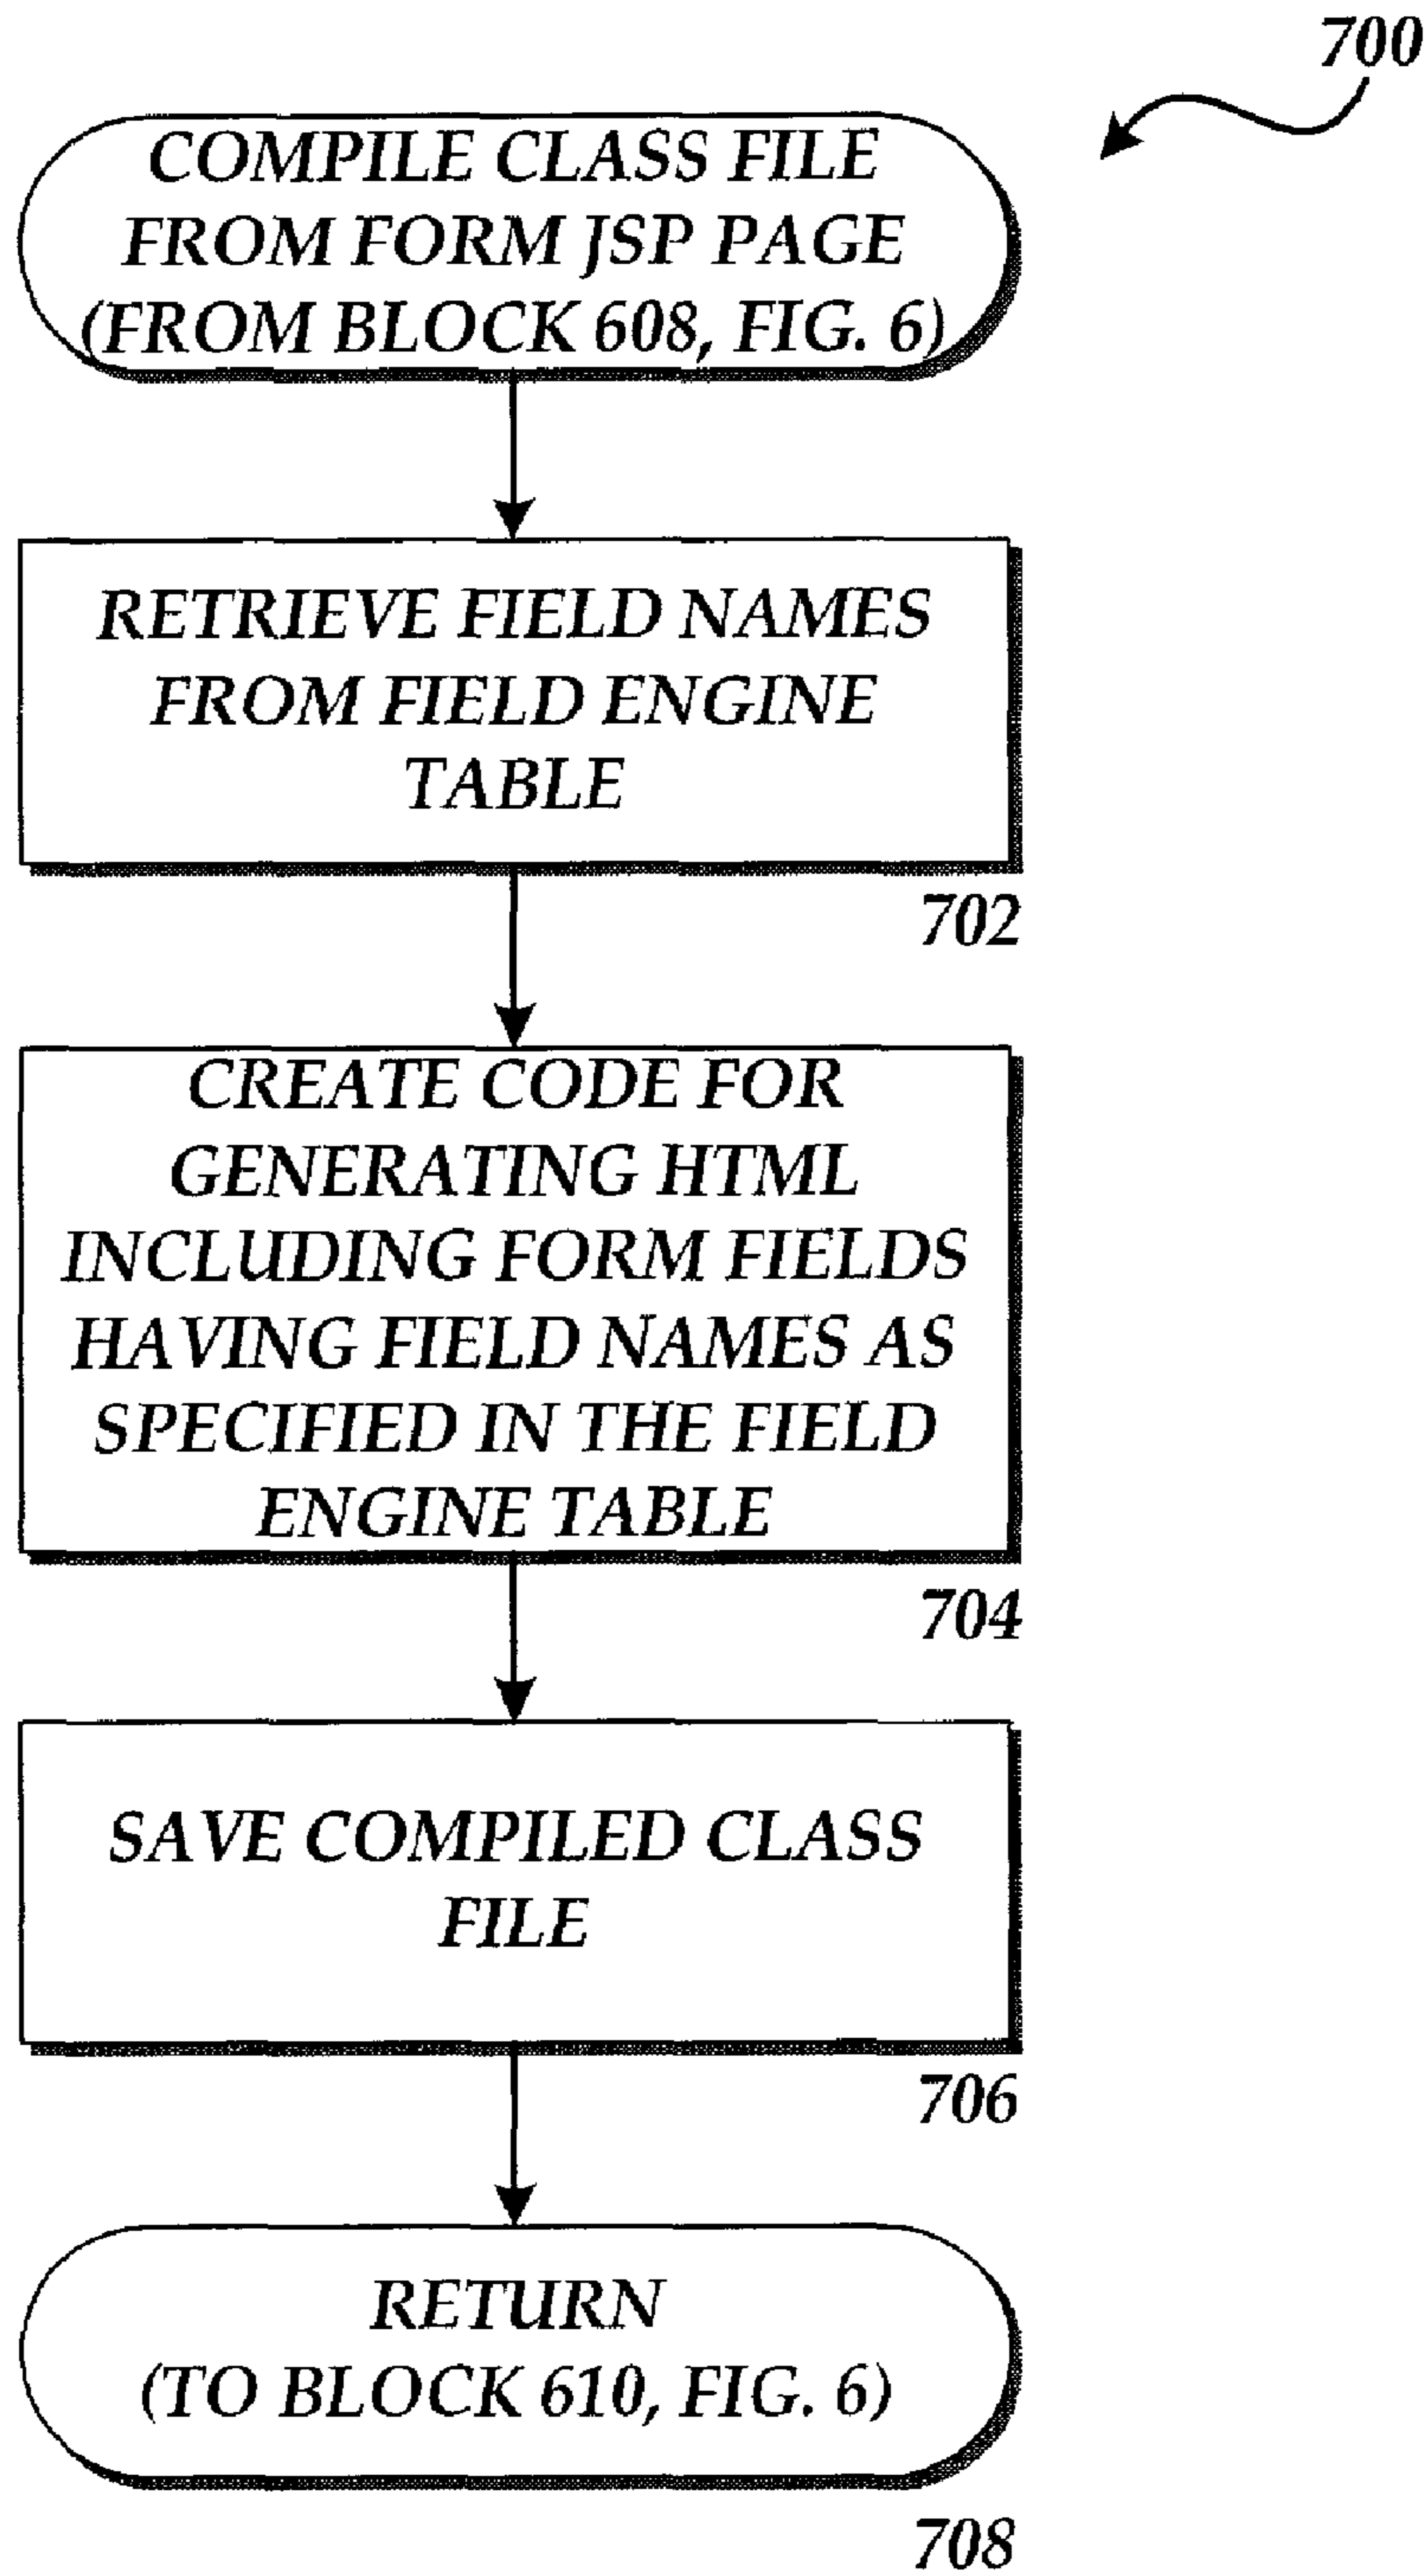 700
COMPILE CLASS FILE
FROM FORM JSP PAGE
(FROM BLOCK 608, FIG. 6)
RETRIEVE FIELD NAMES
FROM FIELD ENGINE
TABLE
702
CREATE CODE FOR
GENERATING HTML
INCLUDING FORM FIELDS
HAVING FIELD NAMES AS
SPECIFIED IN THE FIELD
ENGINE TABLE
704
SAVE COMPILED CLASS
FILE
706
RETURN
(TO BLOCK 610, FIG. 6)
708